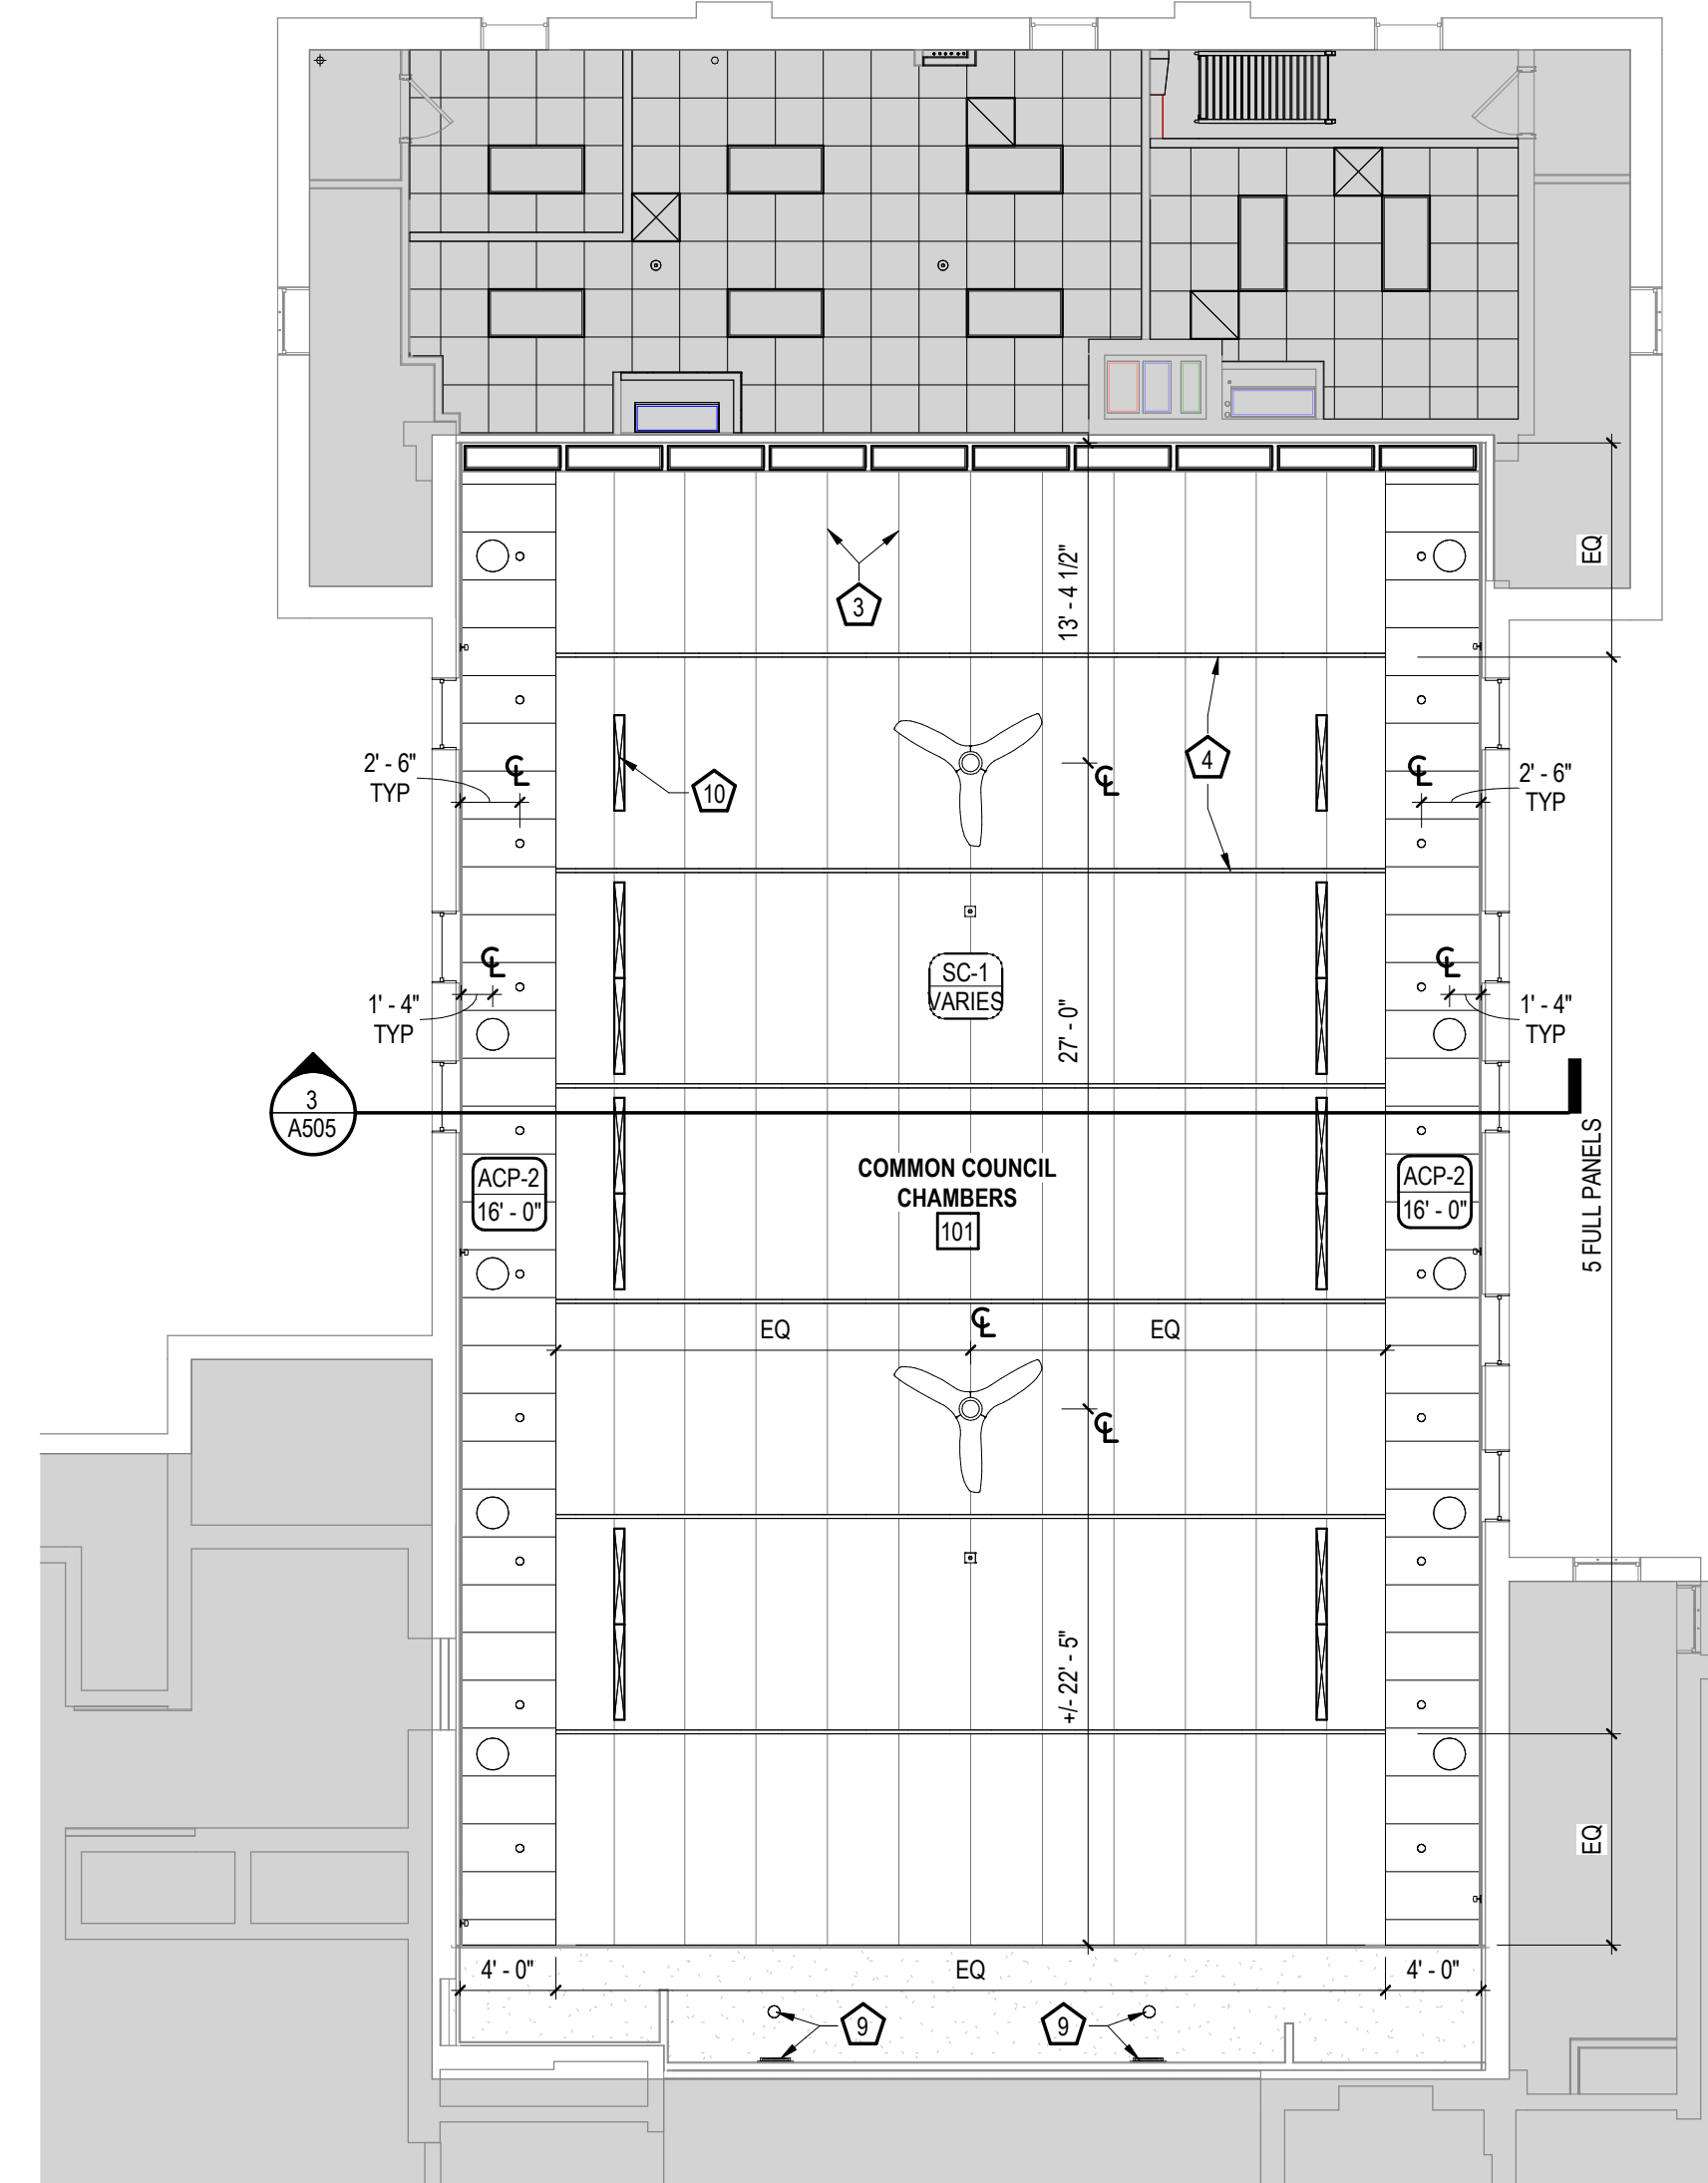 EQ
13' - 4 1/2"
3
4
2' - 6"
TYP
℄
10
℄
℄
2' - 6"
TYP
℄
1' - 4"
TYP
SC-1
VARIES
27' - 0"
℄
1' - 4"
TYP
3
A505
5 FULL PANELS
ACP-2
16' - 0"
COMMON COUNCIL
CHAMBERS
101
ACP-2
16' - 0"
EQ
℄
EQ
℄
+/- 22' - 5"
EQ
4' - 0"
EQ
4' - 0"
9
9